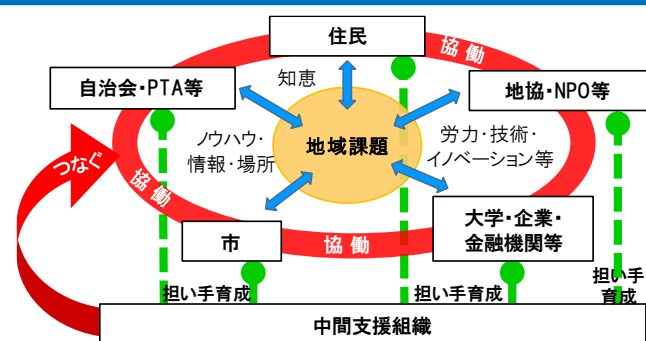 住民
協働
自治会・PTA等
知恵
地協・NPO等
ノウハウ・
情報・場所
地域課題
労力・技術・
イノベーション等
つなぐ
協働
市
協働
大学・企業・
金融機関等
担い手育成
担い手育成
担い手
育成
中間支援組織